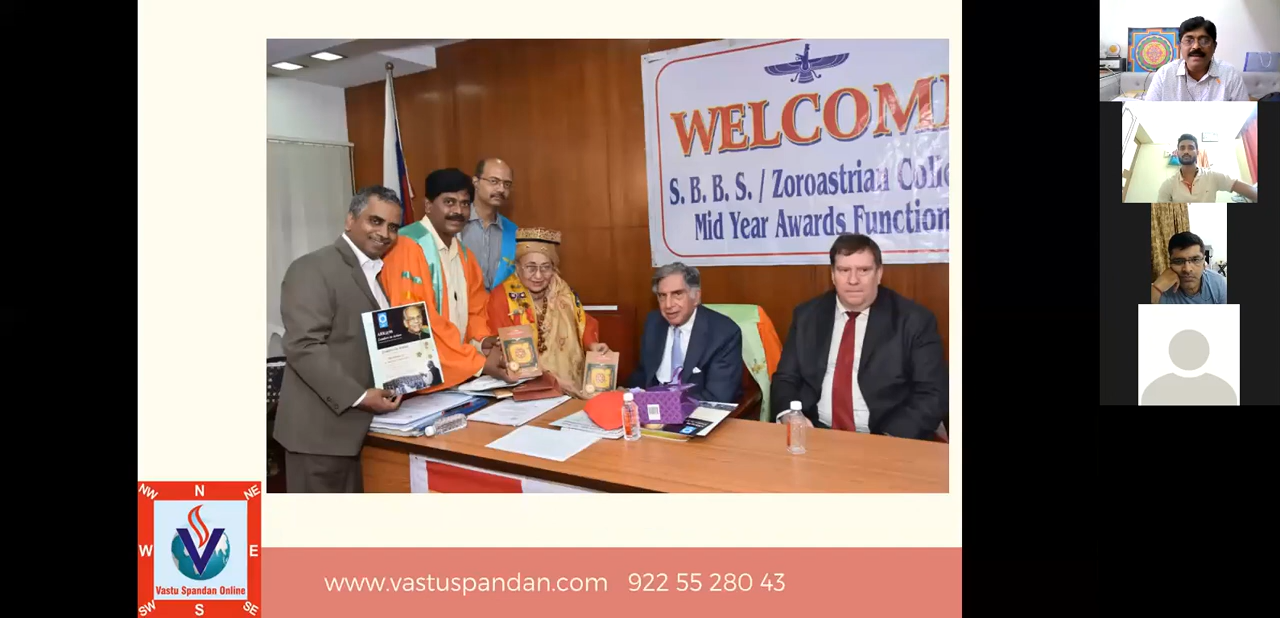 WELCOM
S. B. B. S. / Zoroastrian Colle
Mid Year Awards Function
N
NW
NE
W
E
Vastu Spandan Online
SW
S
SE
www.vastuspandan.com 922 55 280 43